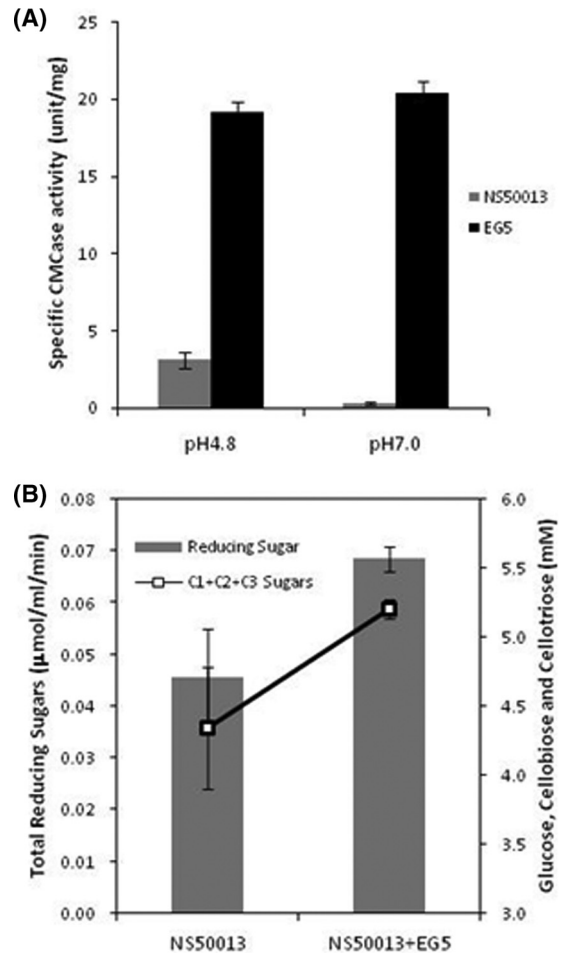 (A)
Specific CMCase activity (unit/mg)
25
20
15
10
5
0
pH4.8
pH7.0
NS50013
EG5
(B)
Total Reducing Sugars (μmol/ml/min)
0.08
0.07
0.06
0.05
0.04
0.03
0.02
0.01
0.00
Reducing Sugar
C1+C2+C3 Sugars
6.0
5.5
5.0
4.5
4.0
3.5
3.0
Glucose, Cellobiose and Cellotriose (mM)
NS50013
NS50013+EG5